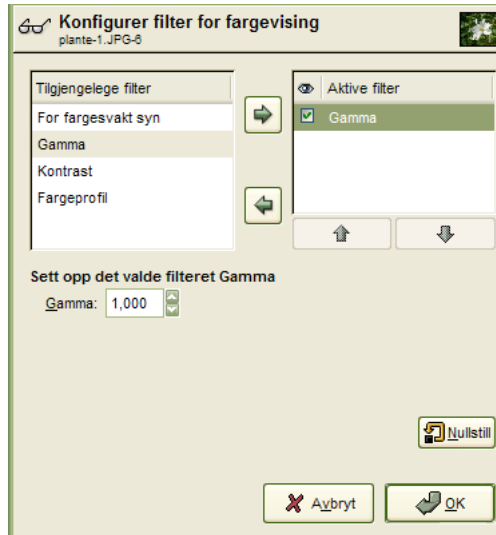 Konfigurer filter for fargevising
plante-1.JPG-6
Tilgjengelege filter
For fargesvakt syn
Gamma
Kontrast
Fargeprofil
Aktive filter
Gamma
Sett opp det valde filteret Gamma
Gamma: 1,000
Nullstill
Avbryt
OK